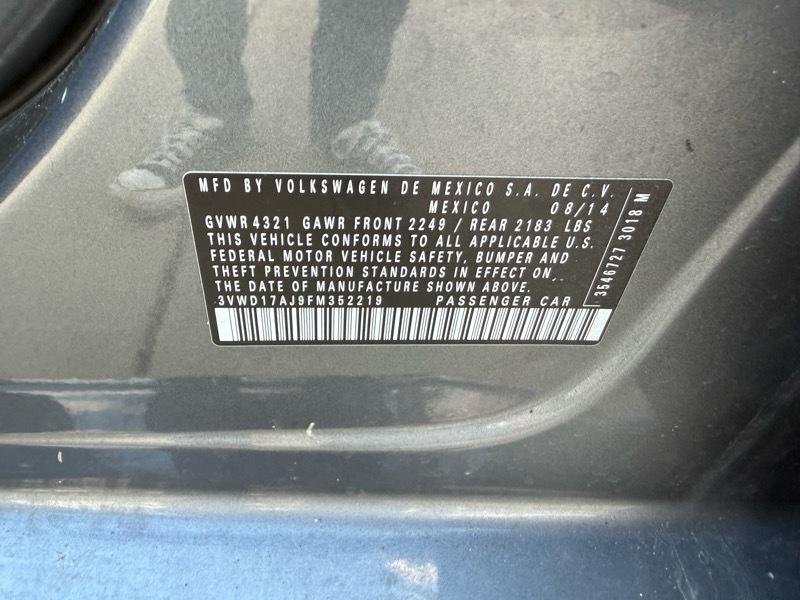 MFD BY VOLKSWAGEN DE MEXICO S.A. DE C.V.
MEXICO 08/14
GVWR 4321 GAWR FRONT 2249 / REAR 2183 LBS
THIS VEHICLE CONFORMS TO ALL APPLICABLE U.S.
FEDERAL MOTOR VEHICLE SAFETY, BUMPER AND
THEFT PREVENTION STANDARDS IN EFFECT ON
THE DATE OF MANUFACTURE SHOWN ABOVE.
3VWD17AJ9FM352219 PASSENGER CAR
3546727 3018 M